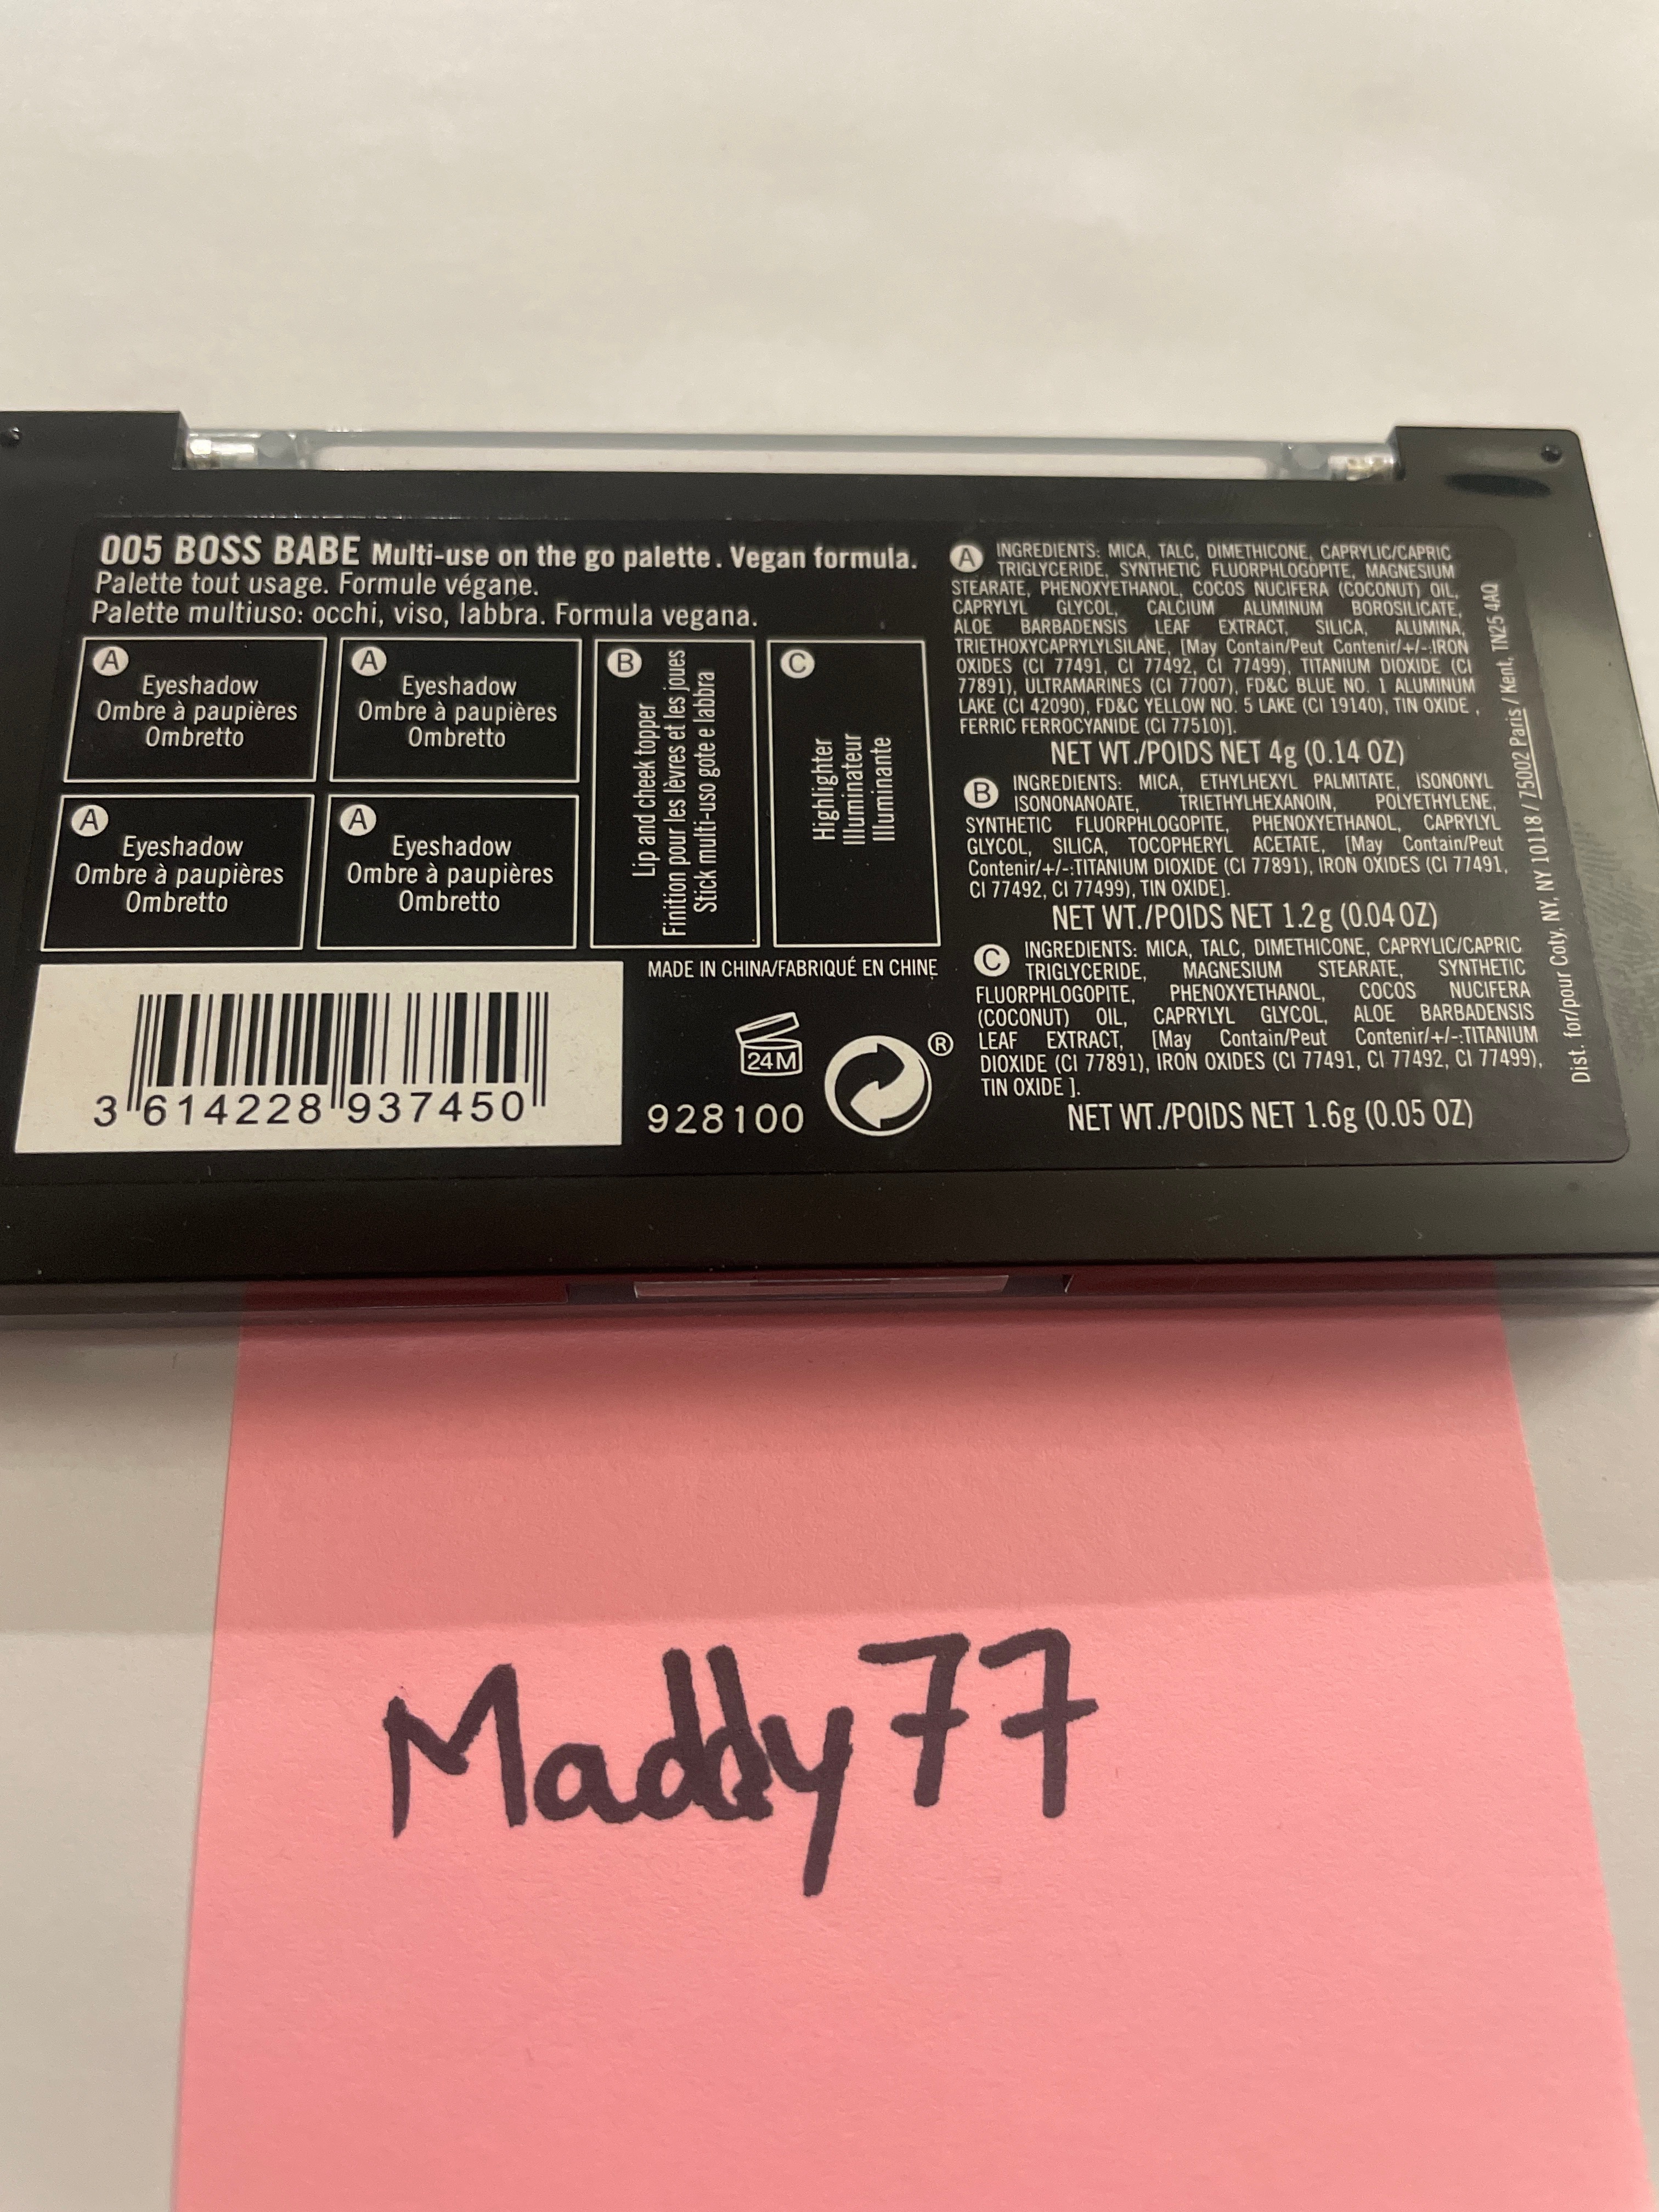 005 BOSS BABE Multi-use on the go palette. Vegan formula.
Palette tout usage. Formule végane.
Palette multiuso: occhi, viso, labbra. Formula vegana.
A
Eyeshadow
Ombre à paupières
Ombretto
A
Eyeshadow
Ombre à paupières
Ombretto
A
Eyeshadow
Ombre à paupières
Ombretto
A
Eyeshadow
Ombre à paupières
Ombretto
B
Lip and cheek topper
Finition pour les lèvres et les joues
Stick multi-uso gote e labbra
C
Highlighter
Illuminateur
Illuminante
3 614228 937450
MADE IN CHINA/FABRIQUÉ EN CHINE
24M
928100
®
A INGREDIENTS: MICA, TALC, DIMETHICONE, CAPRYLIC/CAPRIC
TRIGLYCERIDE, SYNTHETIC FLUORPHLOGOPITE, MAGNESIUM
STEARATE, PHENOXYETHANOL, COCOS NUCIFERA (COCONUT) OIL,
CAPRYLYL GLYCOL, CALCIUM ALUMINUM BOROSILICATE,
ALOE BARBADENSIS LEAF EXTRACT, SILICA, ALUMINA,
TRIETHOXYCAPRYLYLSILANE, [May Contain/Peut Contenir/+/-:IRON
OXIDES (CI 77491, CI 77492, CI 77499), TITANIUM DIOXIDE (CI
77891), ULTRAMARINES (CI 77007), FD&C BLUE NO. 1 ALUMINUM
LAKE (CI 42090), FD&C YELLOW NO. 5 LAKE (CI 19140), TIN OXIDE ,
FERRIC FERROCYANIDE (CI 77510)].
NET WT./POIDS NET 4g (0.14 OZ)
B INGREDIENTS: MICA, ETHYLHEXYL PALMITATE, ISONONYL
ISONONANOATE, TRIETHYLHEXANOIN, POLYETHYLENE,
SYNTHETIC FLUORPHLOGOPITE, PHENOXYETHANOL, CAPRYLYL
GLYCOL, SILICA, TOCOPHERYL ACETATE, [May Contain/Peut
Contenir/+/-:TITANIUM DIOXIDE (CI 77891), IRON OXIDES (CI 77491,
CI 77492, CI 77499), TIN OXIDE].
NET WT./POIDS NET 1.2g (0.04 OZ)
C INGREDIENTS: MICA, TALC, DIMETHICONE, CAPRYLIC/CAPRIC
TRIGLYCERIDE, MAGNESIUM STEARATE, SYNTHETIC
FLUORPHLOGOPITE, PHENOXYETHANOL, COCOS NUCIFERA
(COCONUT) OIL, CAPRYLYL GLYCOL, ALOE BARBADENSIS
LEAF EXTRACT, [May Contain/Peut Contenir/+/-:TITANIUM
DIOXIDE (CI 77891), IRON OXIDES (CI 77491, CI 77492, CI 77499),
TIN OXIDE ].
NET WT./POIDS NET 1.6g (0.05 OZ)
Dist. for/pour Coty, NY, NY 10118 / 75002 Paris / Kent, TN25 4AQ
Maddy77